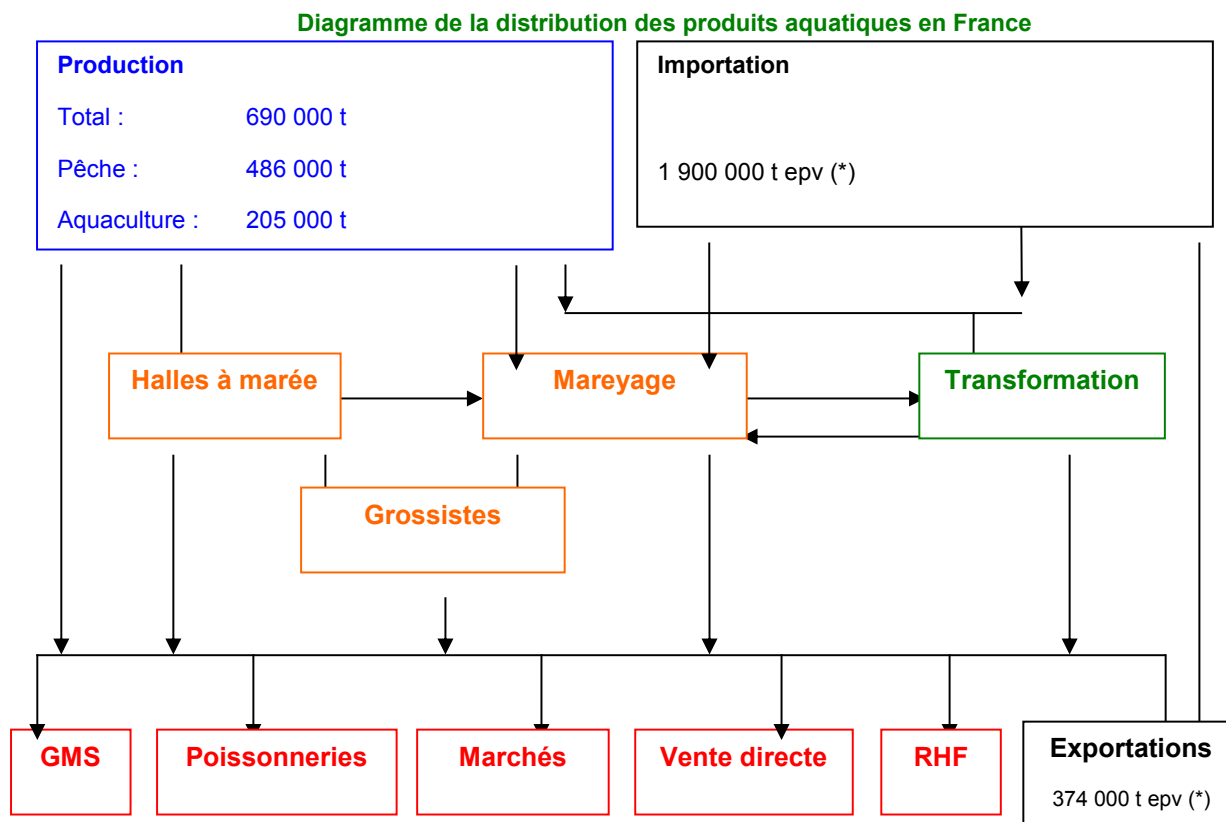 Diagramme de la distribution des produits aquatiques en France
Production
Total : 690 000 t
Pêche : 486 000 t
Aquaculture : 205 000 t
Importation
1 900 000 t epv (*)
Halles à marée
Mareyage
Transformation
Grossistes
GMS
Poissonneries
Marchés
Vente directe
RHF
Exportations
374 000 t epv (*)